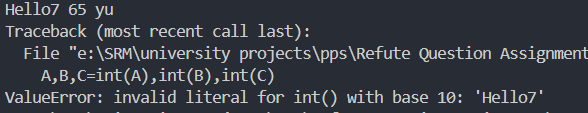 Hello7 65 yu
Traceback (most recent call last):
File "e:\SRM\university projects\pps\Refute Question Assignment
A,B,C=int(A),int(B),int(C)
ValueError: invalid literal for int() with base 10: 'Hello7'